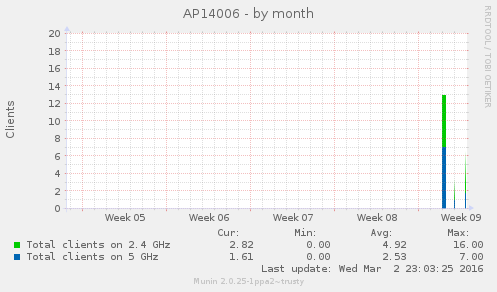 AP14006 - by month
RRDTOOL / TOBI OETIKER
Clients
20
18
16
14
12
10
8
6
4
2
0
Week 05 Week 06 Week 07 Week 08 Week 09
Cur: Min: Avg: Max:
Total clients on 2.4 GHz 2.82 0.00 4.92 16.00
Total clients on 5 GHz 1.61 0.00 2.53 7.00
Last update: Wed Mar 2 23:03:25 2016
Munin 2.0.25-1ppa2~trusty